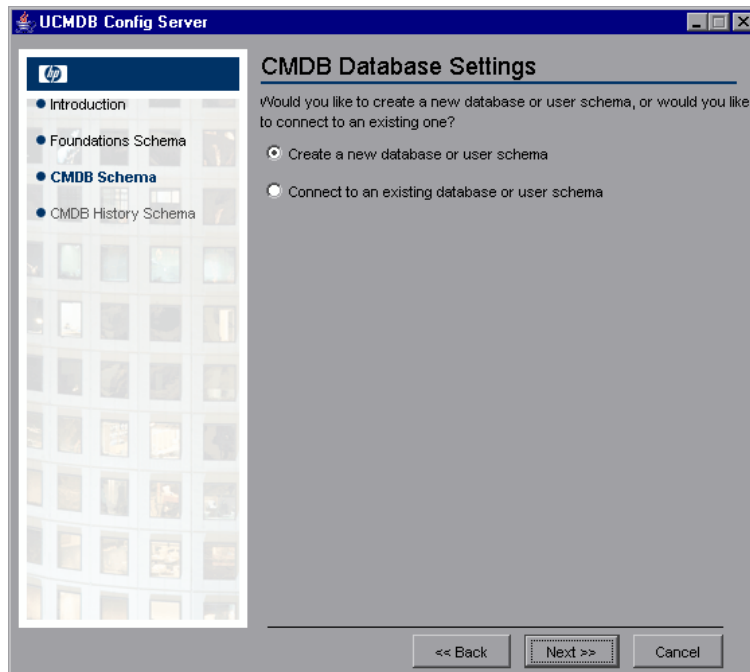 UCMDB Config Server
hp
CMDB Database Settings
Would you like to create a new database or user schema, or would you like
to connect to an existing one?
Create a new database or user schema
Connect to an existing database or user schema
Introduction
Foundations Schema
CMDB Schema
CMDB History Schema
<< Back
Next >>
Cancel